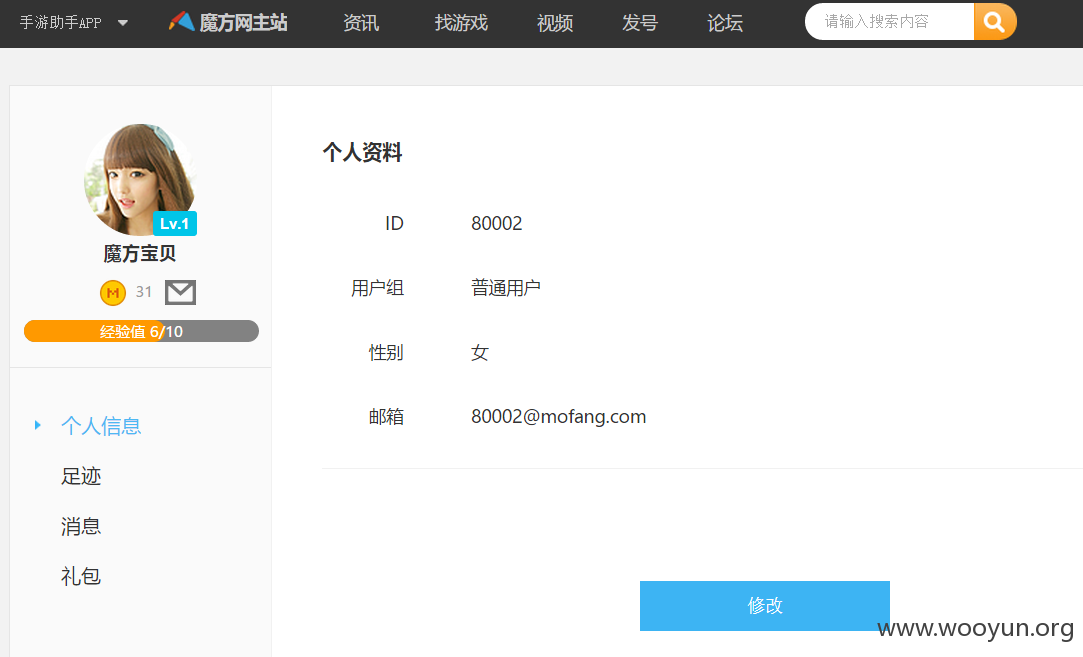 手游助手APP 魔方网主站 资讯 找游戏 视频 发号 论坛 请输入搜索内容
个人资料
Lv.1
魔方宝贝
M 31
经验值 6/10
ID 80002
用户组 普通用户
性别 女
邮箱 80002@mofang.com
个人信息
足迹
消息
礼包
修改
www.wooyun.org